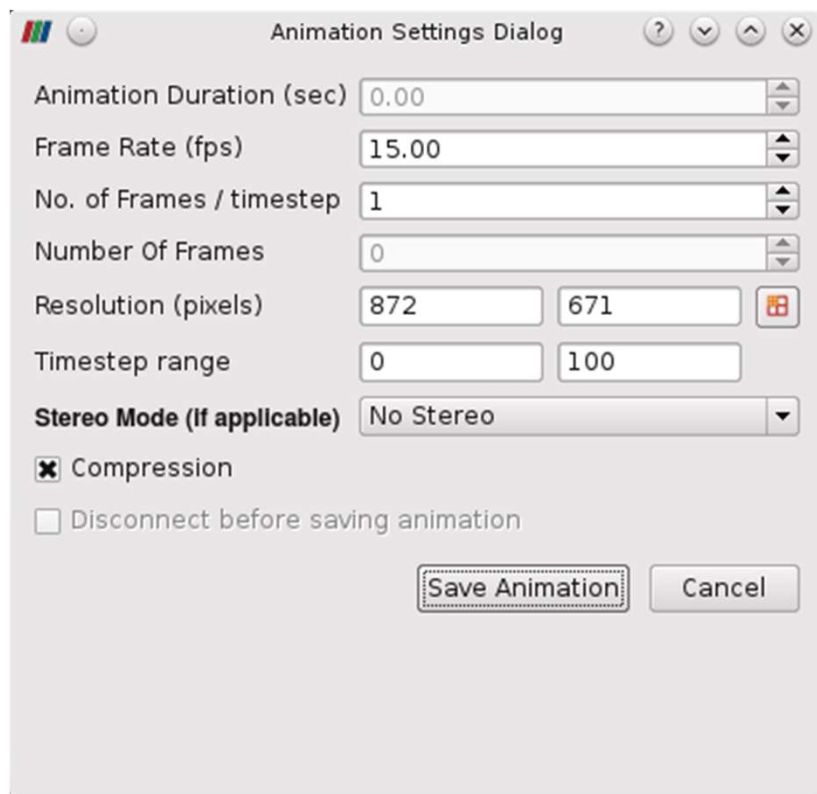 Animation Settings Dialog
Animation Duration (sec) 0.00
Frame Rate (fps) 15.00
No. of Frames / timestep 1
Number Of Frames 0
Resolution (pixels) 872 671
Timestep range 0 100
Stereo Mode (if applicable) No Stereo
Compression
Disconnect before saving animation
Save Animation Cancel